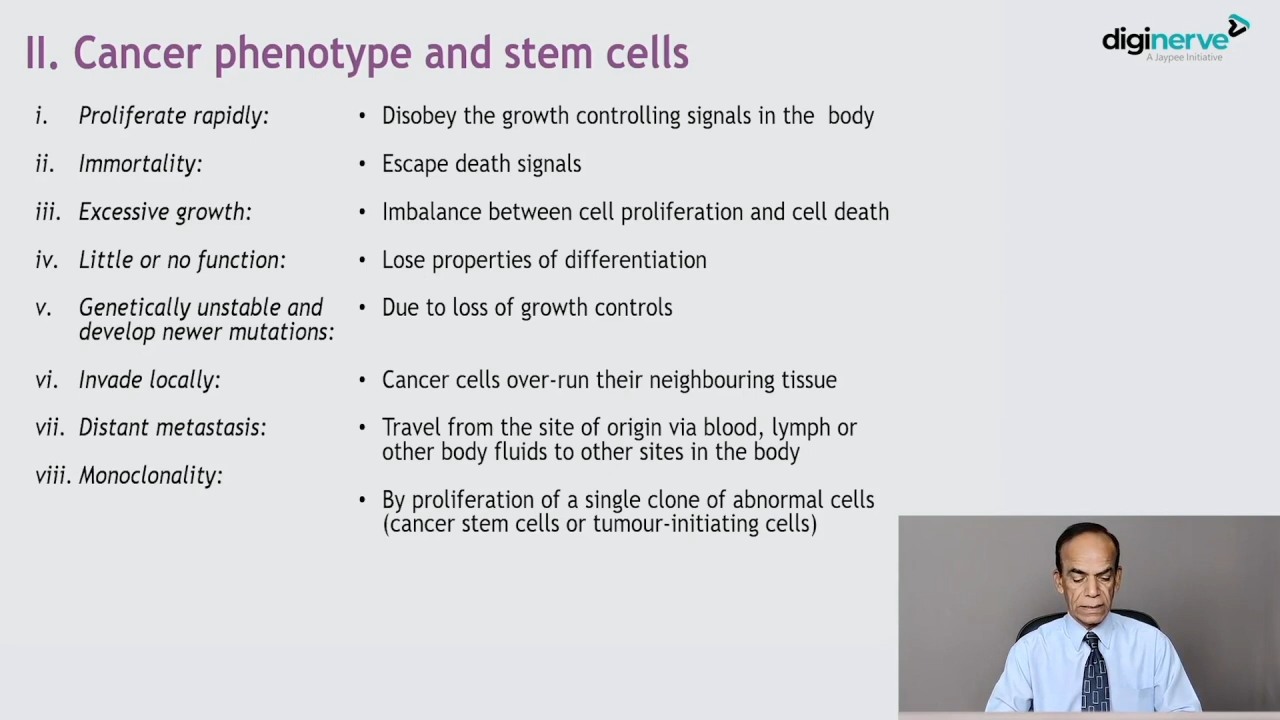 II. Cancer phenotype and stem cells
diginerve
A Jaypee Initiative
i. Proliferate rapidly: • Disobey the growth controlling signals in the body
ii. Immortality: • Escape death signals
iii. Excessive growth: • Imbalance between cell proliferation and cell death
iv. Little or no function: • Lose properties of differentiation
v. Genetically unstable and • Due to loss of growth controls
develop newer mutations:
vi. Invade locally: • Cancer cells over-run their neighbouring tissue
vii. Distant metastasis: • Travel from the site of origin via blood, lymph or
other body fluids to other sites in the body
viii. Monoclonality:
• By proliferation of a single clone of abnormal cells
(cancer stem cells or tumour-initiating cells)